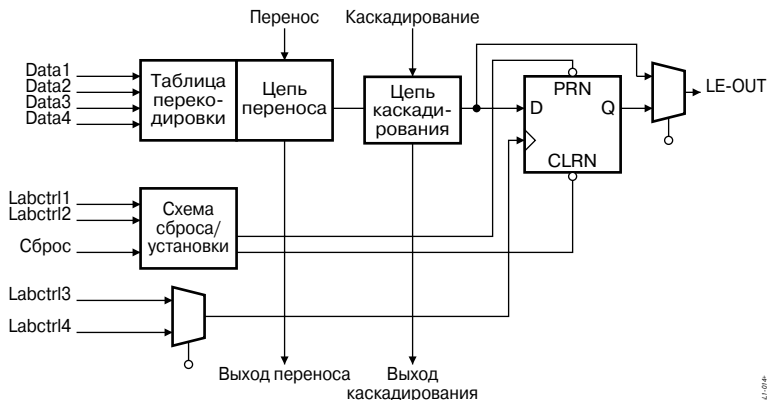 Перенос
Каскадирование
Data1
Data2
Data3
Data4
Таблица
переко-
дировки
Цепь
переноса
Цепь
каскади-
рования
PRN
D
Q
CLRN
LE-OUT
Labctrl1
Labctrl2
Сброс
Схема
сброса/
установки
Labctrl3
Labctrl4
Выход переноса
Выход
каскадирования